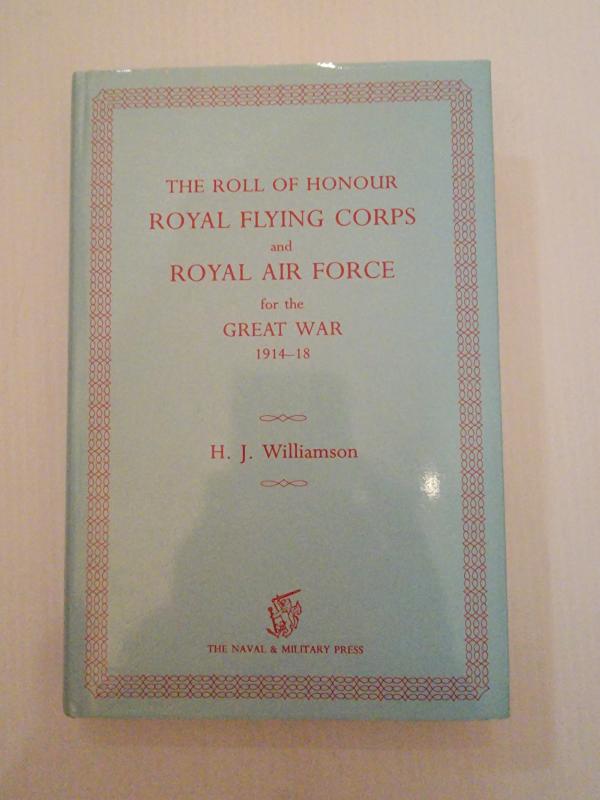 THE ROLL OF HONOUR
ROYAL FLYING CORPS
and
ROYAL AIR FORCE
for the
GREAT WAR
1914–18
H. J. Williamson
THE NAVAL & MILITARY PRESS